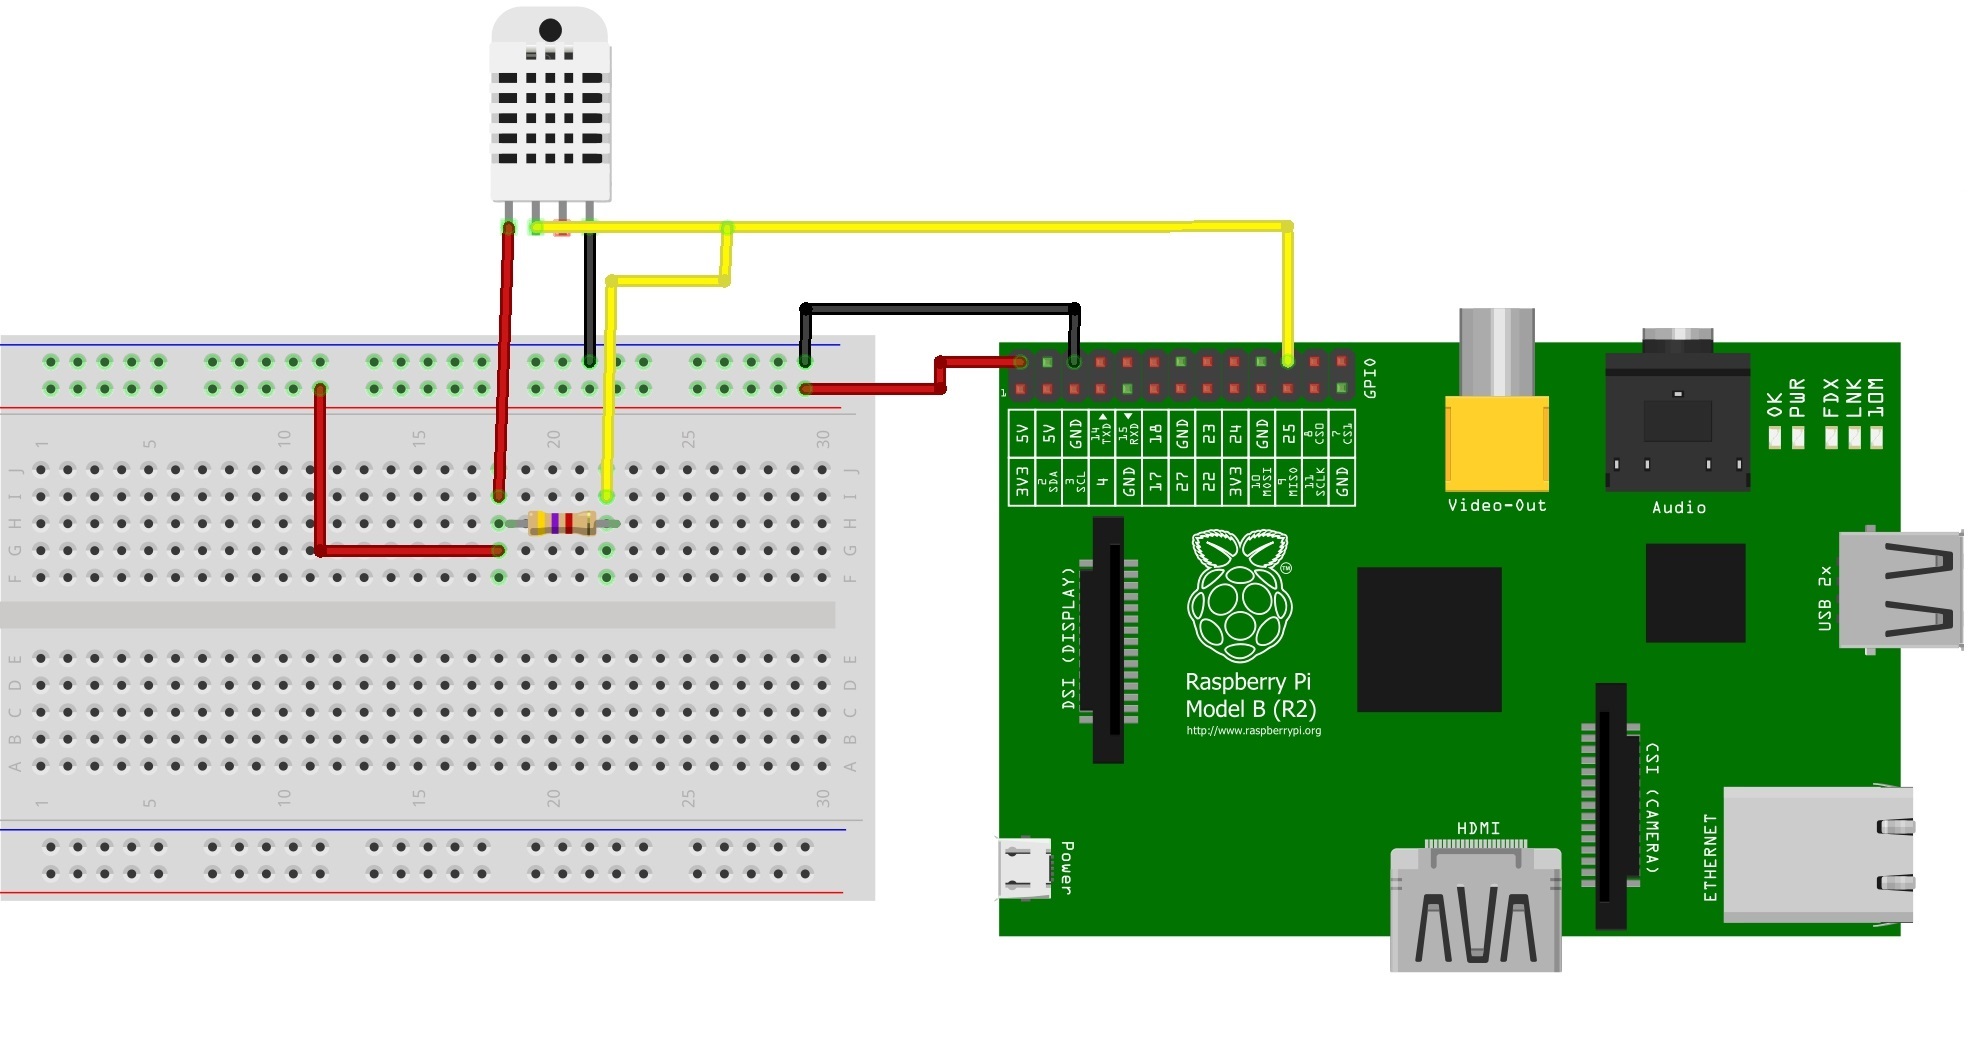 GPIO
1
5V 5V GND 14 TXD 15 RXD 18 GND 23 24 GND 25 8 CS0 7 CS1
3V3 2 SDA 3 SCL 4 GND 17 27 22 3V3 10 MOSI 9 MISO 11 SCLK GND
OK PWR FDX LNK 10M
Video-Out
Audio
1 5 10 15 20 25 30
J J
I I
H H
G G
F F
E E
D D
C C
B B
A A
1 5 10 15 20 25 30
DSI (DISPLAY)
TM
Raspberry Pi
Model B (R2)
http://www.raspberrypi.org
USB 2x
CSI (CAMERA)
HDMI
ETHERNET
Power